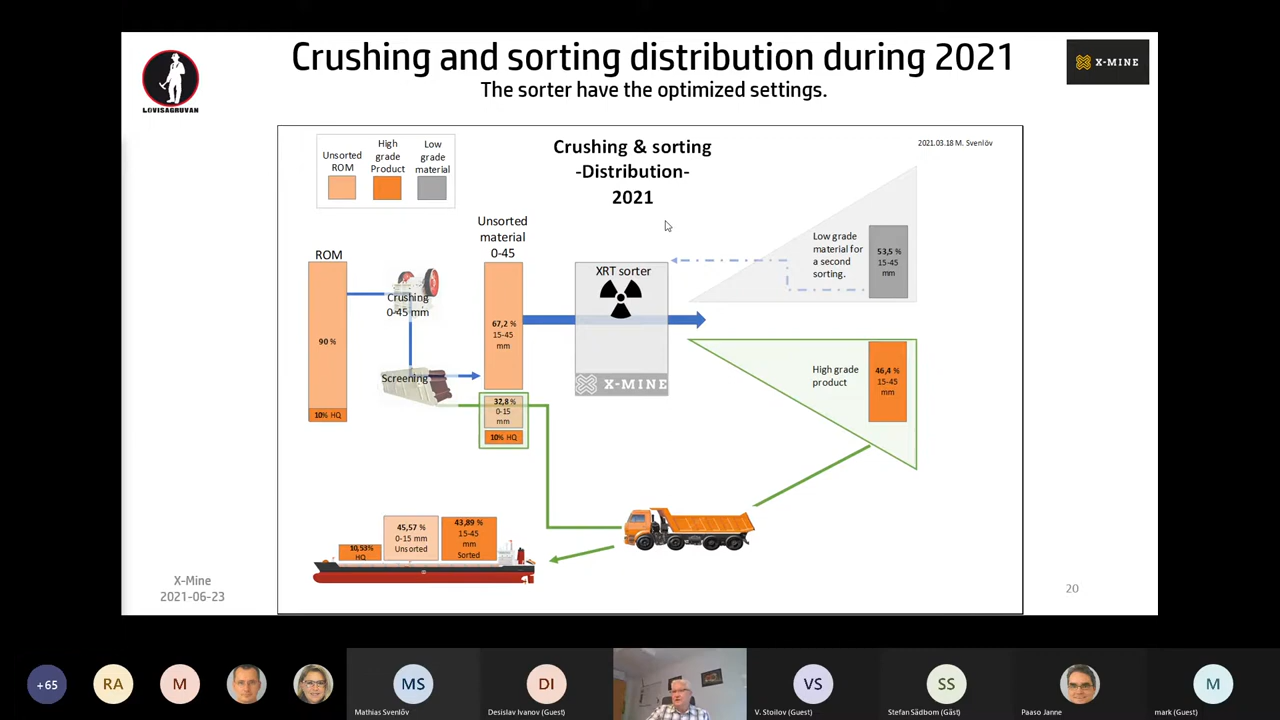 Crushing and sorting distribution during 2021
The sorter have the optimized settings.
LOVISAGRUVAN
X-MINE
Unsorted
ROM
High
grade
Product
Low
grade
material
Crushing & sorting
-Distribution-
2021
2021.03.18 M. Svenlöv
ROM
90 %
10% HQ
Crushing
0-45 mm
Screening
Unsorted
material
0-45
67,2 %
15-45
mm
32,8 %
0-15
mm
10% HQ
XRT sorter
X-MINE
Low grade
material for
a second
sorting.
53,5 %
15-45
mm
High grade
product
46,4 %
15-45
mm
10,53%
HQ
45,57 %
0-15 mm
Unsorted
43,89 %
15-45
mm
Sorted
X-Mine
2021-06-23
20
+65
RA
M
MS
Mathias Svenlöv
DI
Desislav Ivanov (Guest)
VS
V. Stoilov (Guest)
SS
Stefan Sädbom (Gäst)
Paaso Janne
M
mark (Guest)